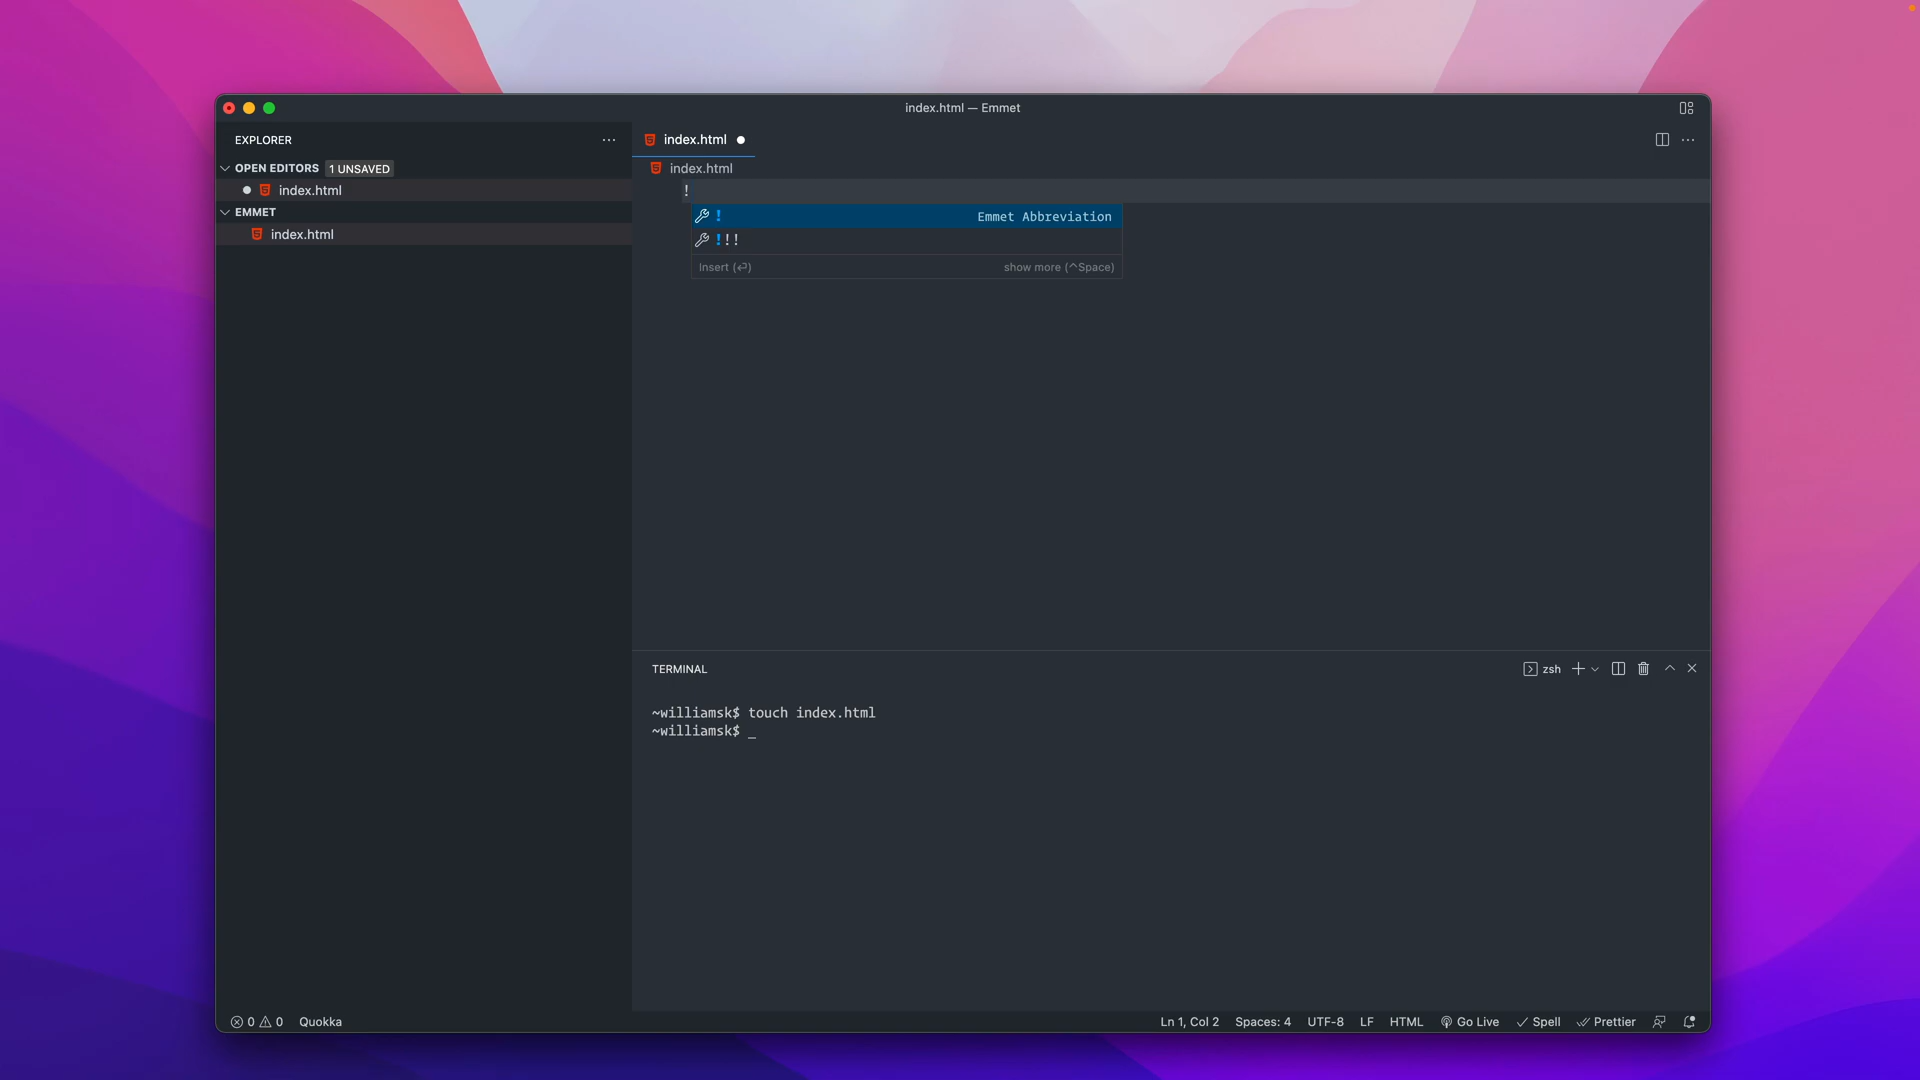 index.html — Emmet
EXPLORER
OPEN EDITORS 1 UNSAVED
index.html
EMMET
index.html
index.html
index.html
!
! Emmet Abbreviation
!!!
Insert (⏎) show more (^Space)
TERMINAL
zsh
~williamsk$ touch index.html
~williamsk$ _
0 0 Quokka
Ln 1, Col 2 Spaces: 4 UTF-8 LF HTML Go Live Spell Prettier